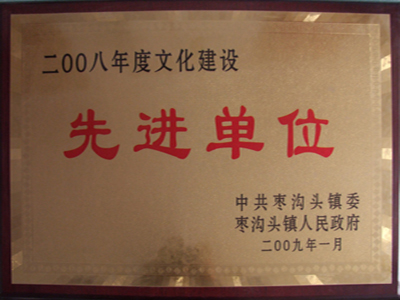 二00八年度文化建设
先进单位
中共枣沟头镇委
枣沟头镇人民政府
二00九年一月